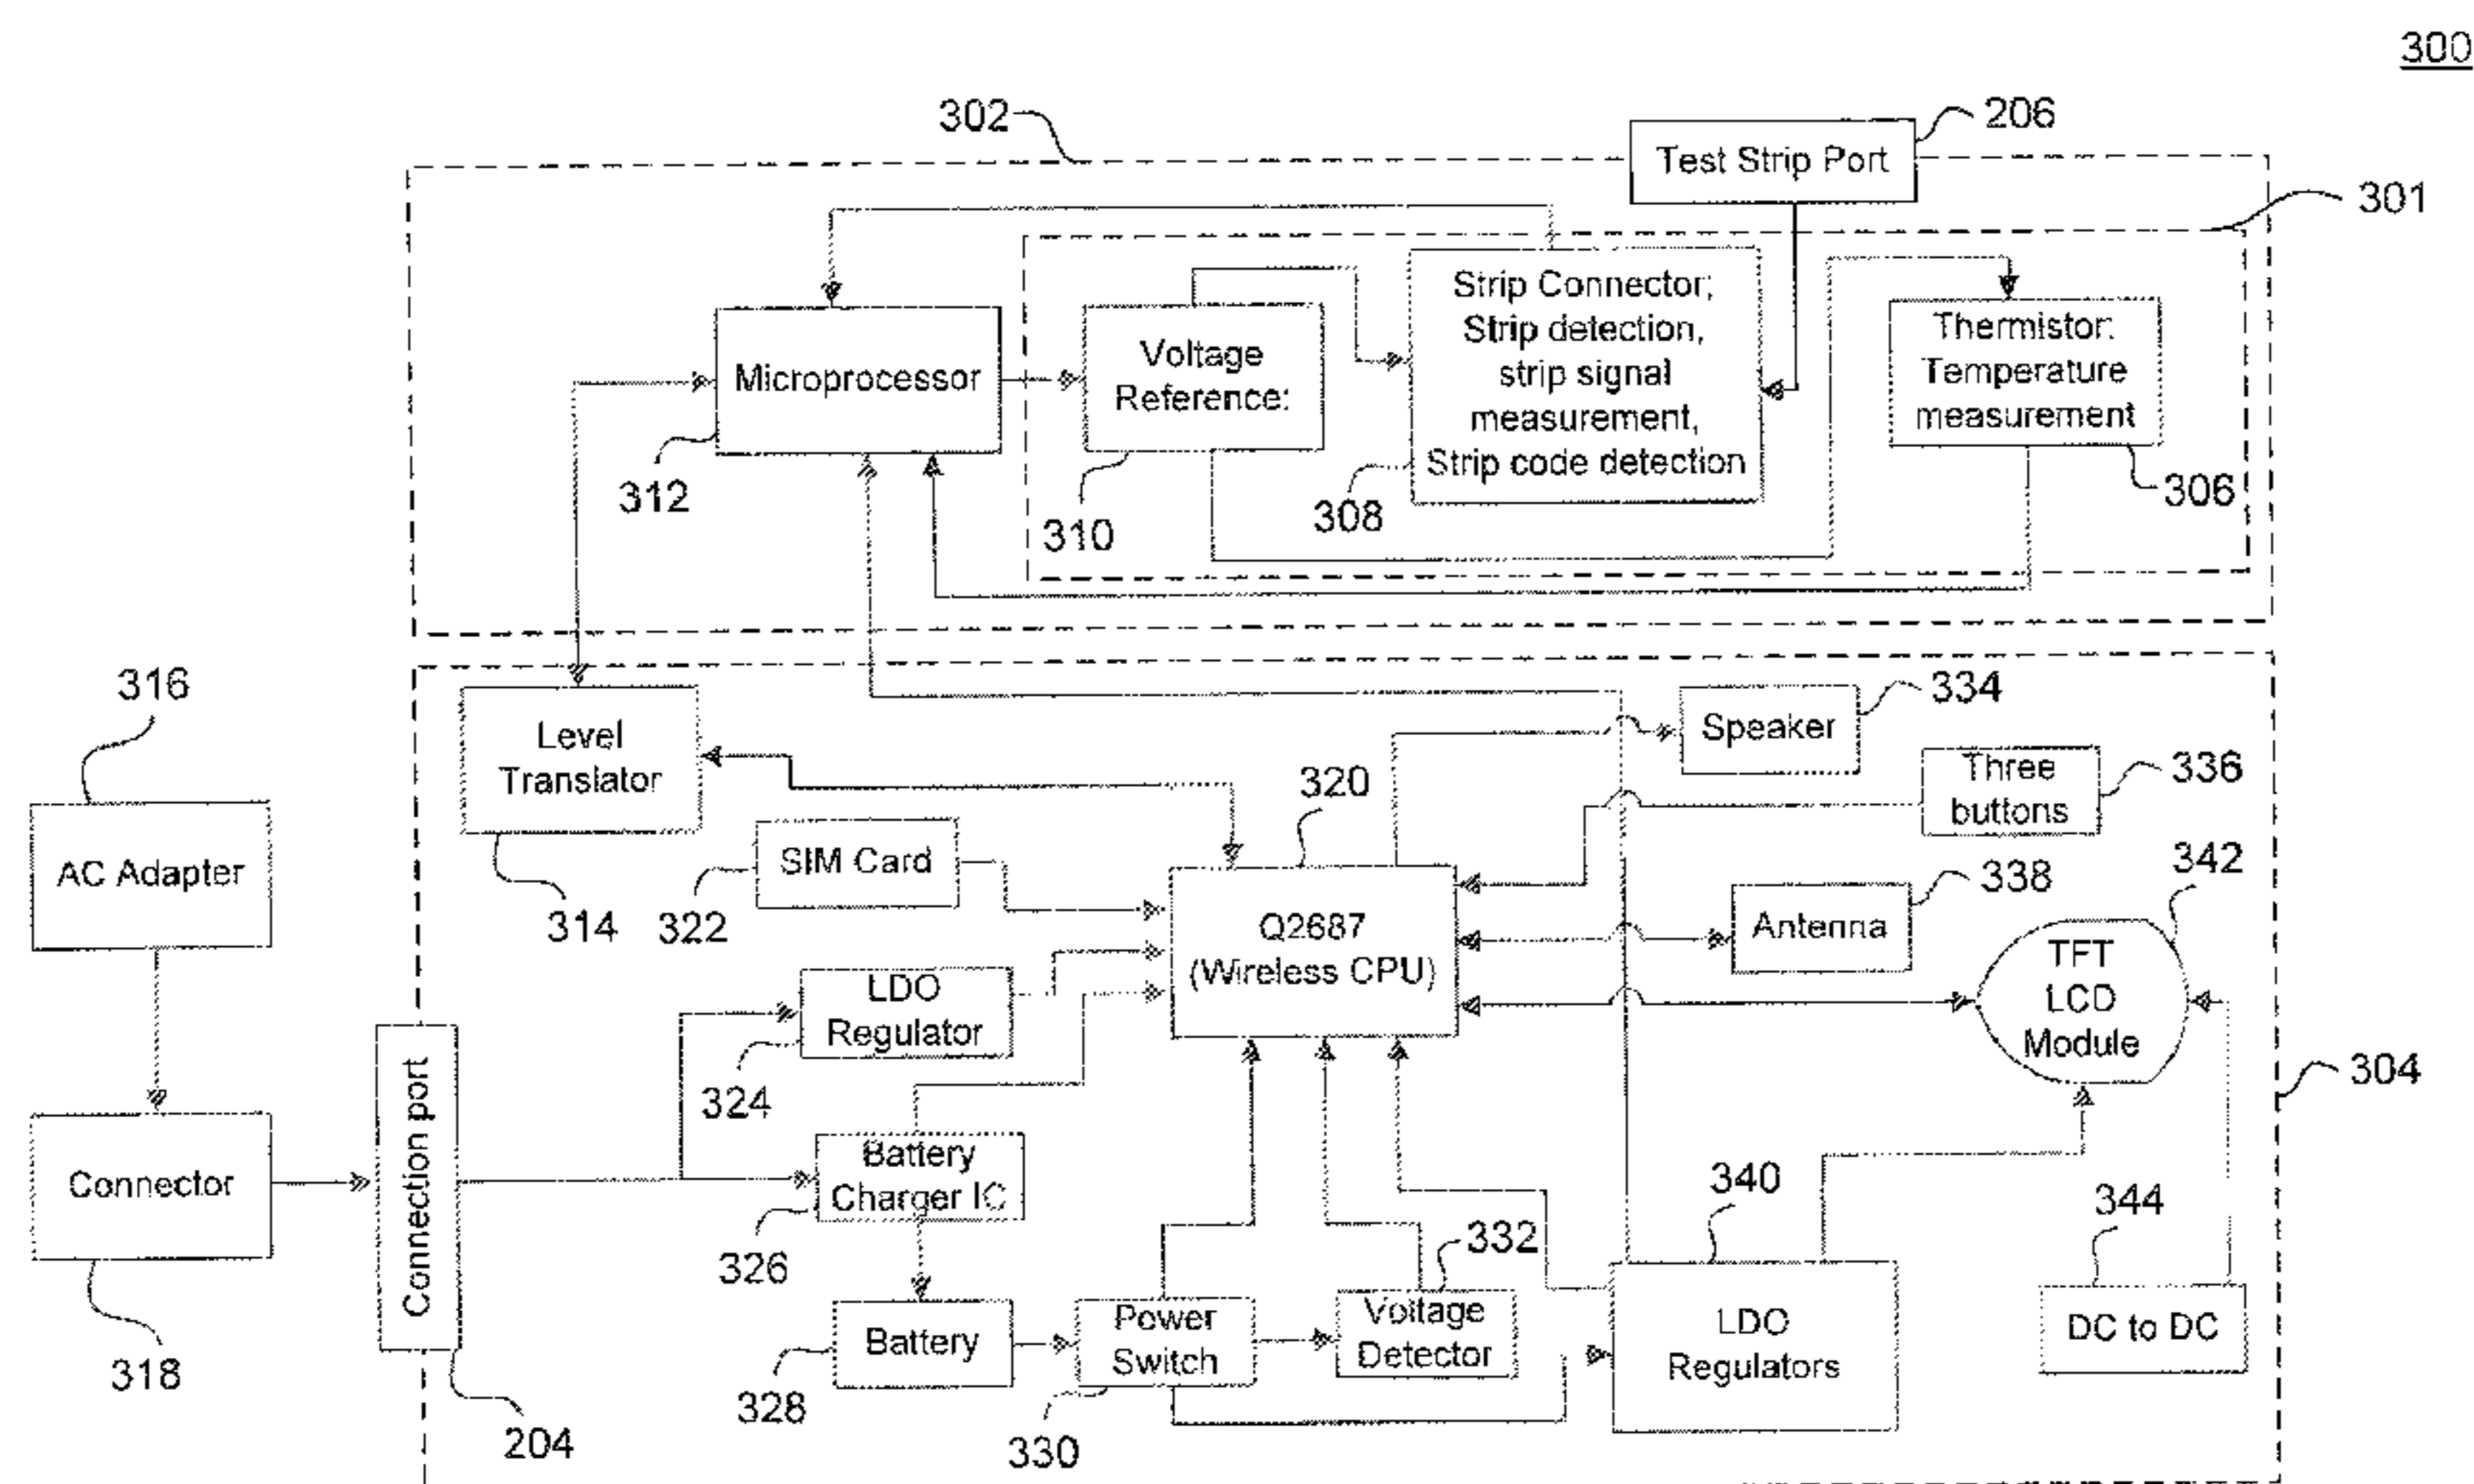 300
302
206
Test Strip Port
301
Strip Connector;
Strip detection,
strip signal
measurement,
Strip code detection
Thermistor:
Temperature
measurement
Voltage
Reference:
Microprocessor
312
310
308
306
316
Level
Translator
Speaker
334
Three
buttons
336
320
342
AC Adapter
SIM Card
314
322
Q2687
(Wireless CPU)
Antenna
338
TFT
LCD
Module
LDO
Regulator
324
304
Connection port
Connector
Battery
Charger IC
326
340
344
332
318
Battery
328
Power
Switch
330
Voltage
Detector
LDO
Regulators
DC to DC
204